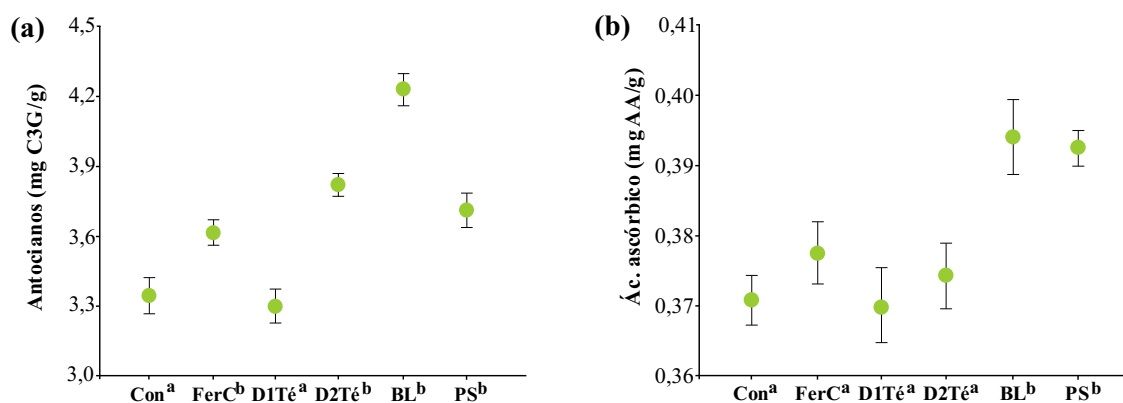 (a)
Antocianos (mg C3G/g)
4,5
4,2
3,9
3,6
3,3
3,0
Con^a FerC^b D1Té^a D2Té^b BL^b PS^b
(b)
Ác. ascórbico (mg AA/g)
0,41
0,40
0,39
0,38
0,37
0,36
Con^a FerC^a D1Té^a D2Té^a BL^b PS^b